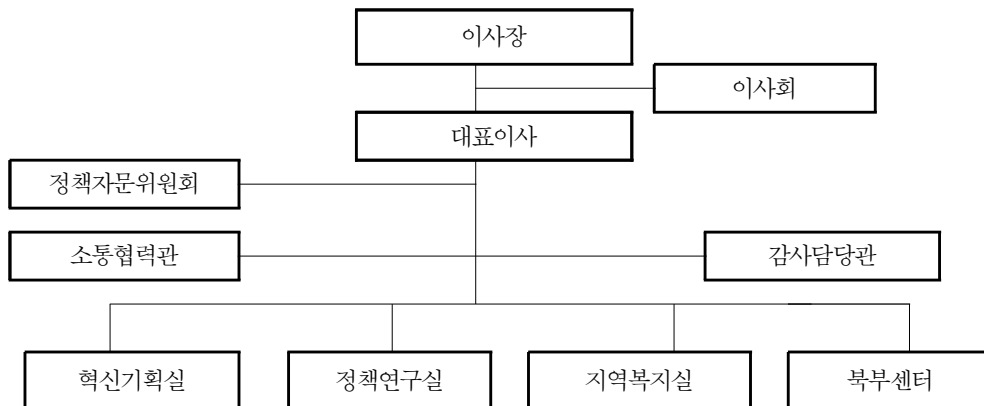 이사장
이사회
대표이사
정책자문위원회
소통협력관
감사담당관
혁신기획실
정책연구실
지역복지실
북부센터